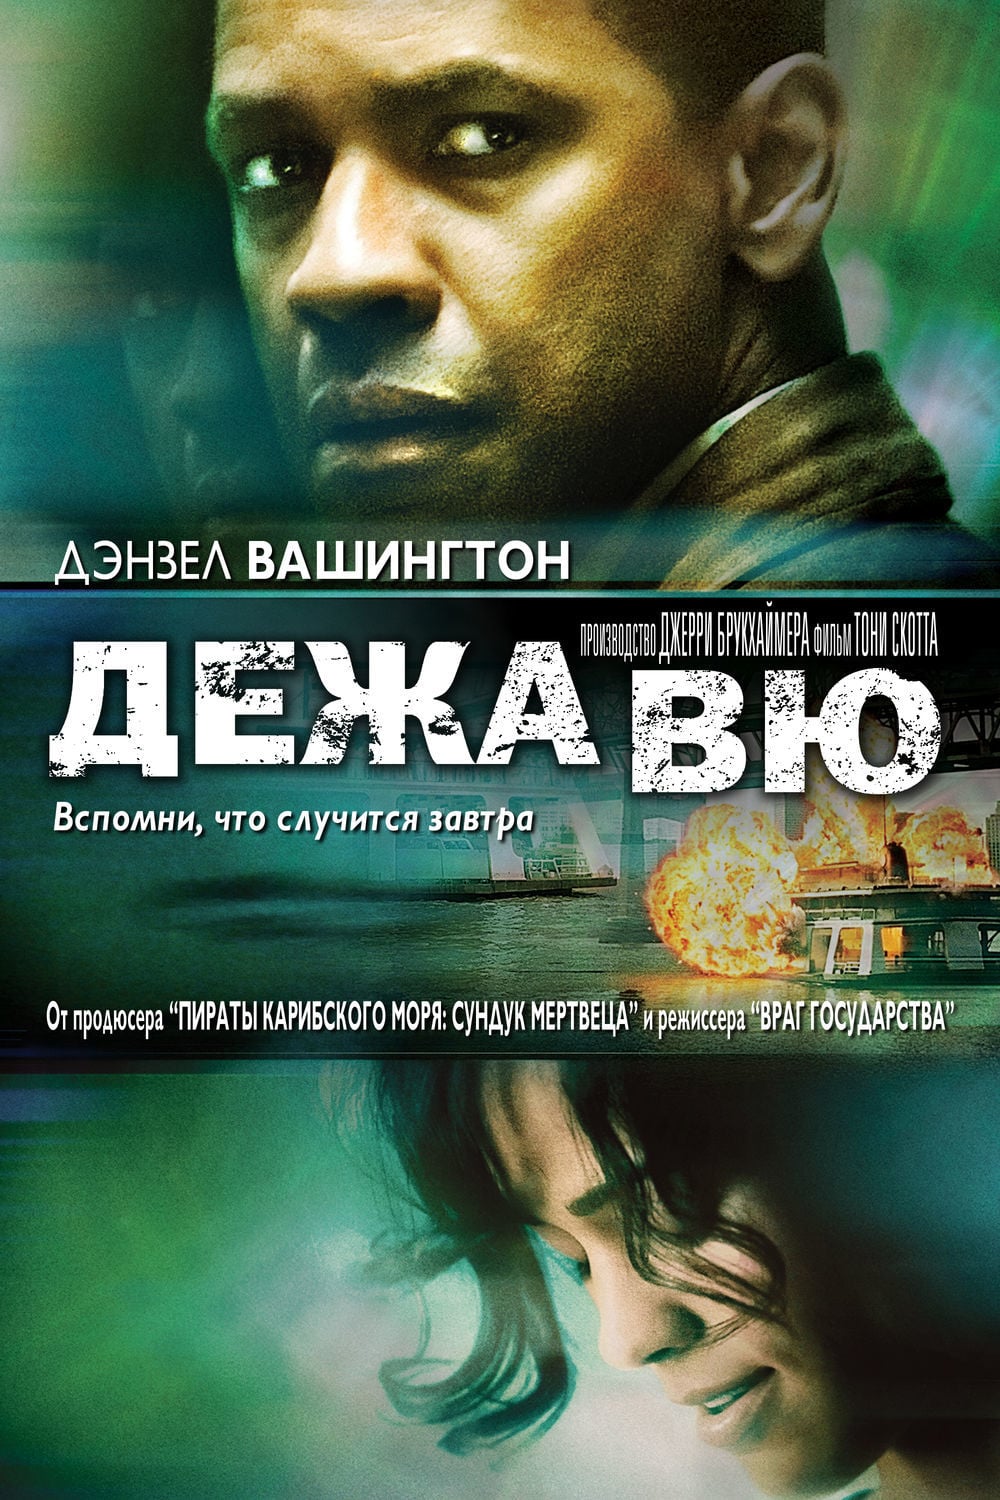 ДЭНЗЕЛ ВАШИНГТОН
ПРОИЗВОДСТВО ДЖЕРРИ БРУКХАЙМЕРА ФИЛЬМ ТОНИ СКОТТА
ДЕЖА ВЮ
Вспомни, что случится завтра
От продюсера “ПИРАТЫ КАРИБСКОГО МОРЯ: СУНДУК МЕРТВЕЦА” и режиссера “ВРАГ ГОСУДАРСТВА”